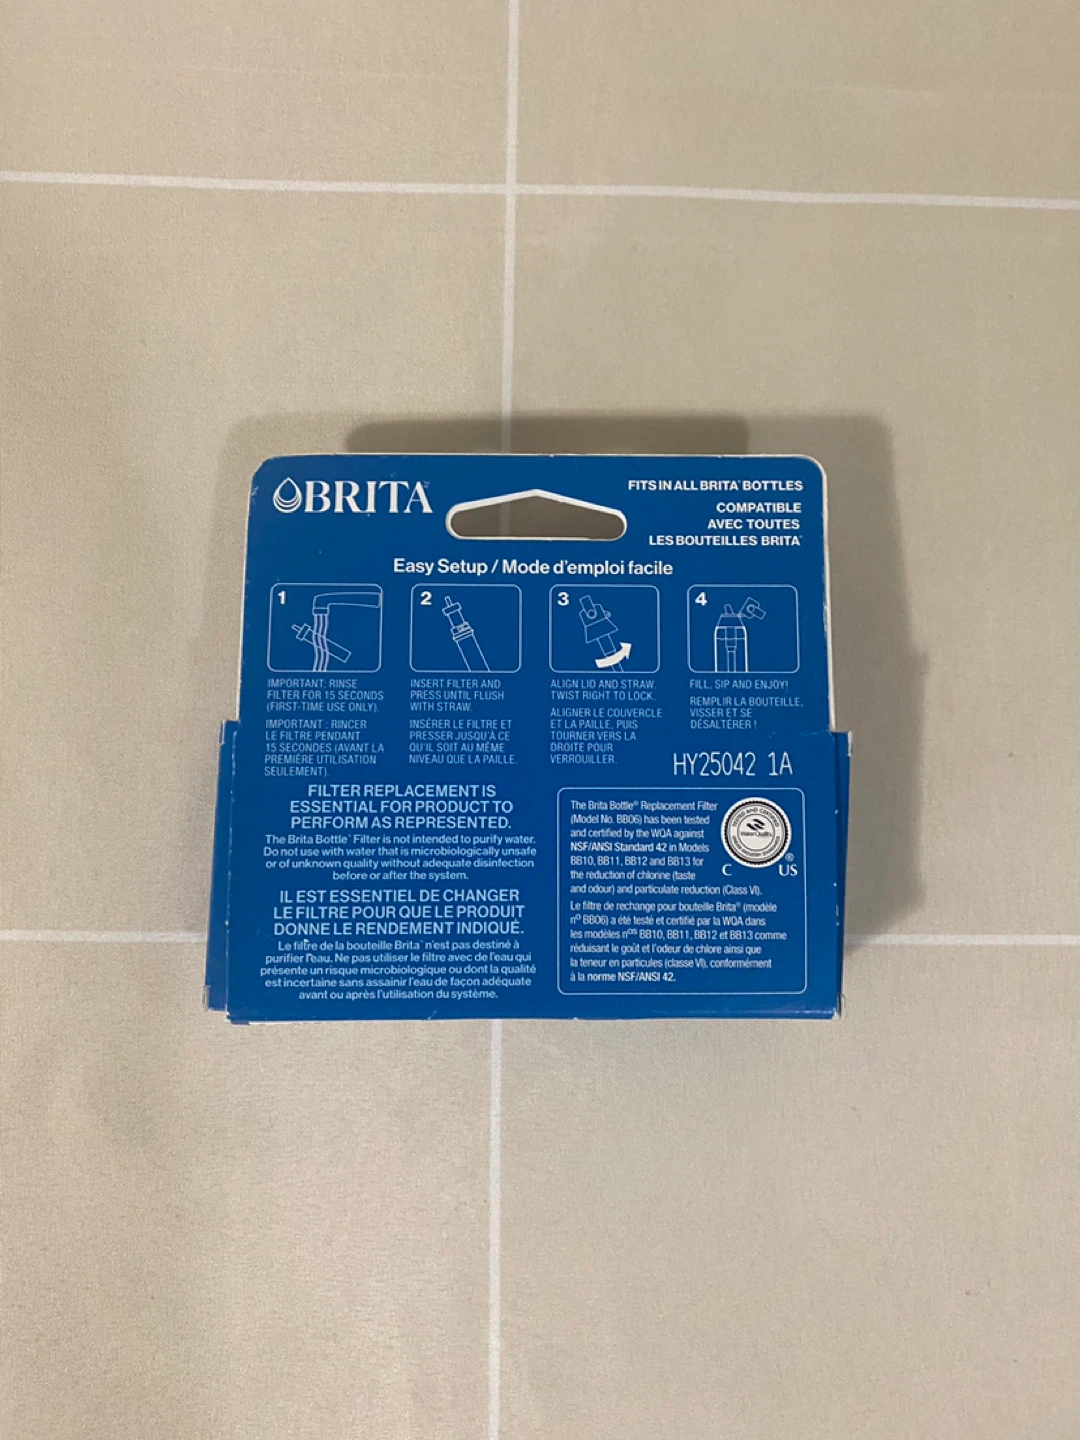 BRITA
FITS IN ALL BRITA® BOTTLES
COMPATIBLE
AVEC TOUTES
LES BOUTEILLES BRITA®
Easy Setup / Mode d'emploi facile
1
IMPORTANT: RINSE
FILTER FOR 15 SECONDS
(FIRST-TIME USE ONLY).
IMPORTANT : RINCER
LE FILTRE PENDANT
15 SECONDES (AVANT LA
PREMIÈRE UTILISATION
SEULEMENT).
2
INSERT FILTER AND
PRESS UNTIL FLUSH
WITH STRAW.
INSÉRER LE FILTRE ET
PRESSER JUSQU'À CE
QU'IL SOIT AU MÊME
NIVEAU QUE LA PAILLE.
3
ALIGN LID AND STRAW.
TWIST RIGHT TO LOCK.
ALIGNER LE COUVERCLE
ET LA PAILLE, PUIS
TOURNER VERS LA
DROITE POUR
VERROUILLER.
4
FILL, SIP AND ENJOY!
REMPLIR LA BOUTEILLE,
VISSER ET SE
DÉSALTÉRER !
HY25042 1A
FILTER REPLACEMENT IS
ESSENTIAL FOR PRODUCT TO
PERFORM AS REPRESENTED.
The Brita Bottle® Filter is not intended to purify water.
Do not use with water that is microbiologically unsafe
or of unknown quality without adequate disinfection
before or after the system.
IL EST ESSENTIEL DE CHANGER
LE FILTRE POUR QUE LE PRODUIT
DONNE LE RENDEMENT INDIQUÉ.
Le filtre de la bouteille Brita® n'est pas destiné à
purifier l'eau. Ne pas utiliser le filtre avec de l'eau qui
présente un risque microbiologique ou dont la qualité
est incertaine sans assainir l'eau de façon adéquate
avant ou après l'utilisation du système.
The Brita Bottle® Replacement Filter
(Model No. BB06) has been tested
and certified by the WQA against
NSF/ANSI Standard 42 in Models
BB10, BB11, BB12 and BB13 for
the reduction of chlorine (taste
and odour) and particulate reduction (Class VI).
TESTED AND CERTIFIED
Water Quality
C US
Le filtre de rechange pour bouteille Brita® (modèle
nº BB06) a été testé et certifié par la WQA dans
les modèles nos BB10, BB11, BB12 et BB13 comme
réduisant le goût et l'odeur de chlore ainsi que
la teneur en particules (classe VI), conformément
à la norme NSF/ANSI 42.